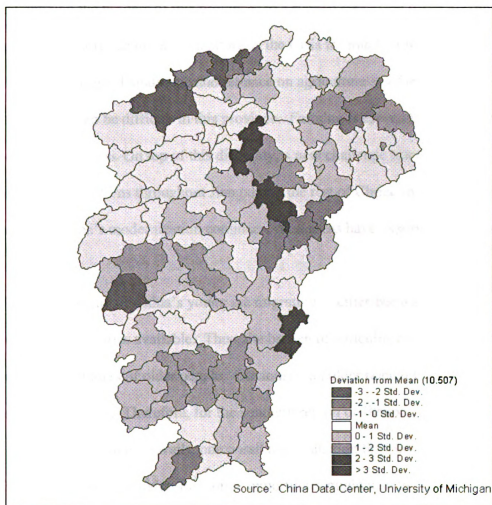 Deviation from Mean (10.507)
-3 - -2 Std. Dev.
-2 - -1 Std. Dev.
-1 - 0 Std. Dev.
Mean
0 - 1 Std. Dev.
1 - 2 Std. Dev.
2 - 3 Std. Dev.
> 3 Std. Dev.
Source: China Data Center, University of Michigan